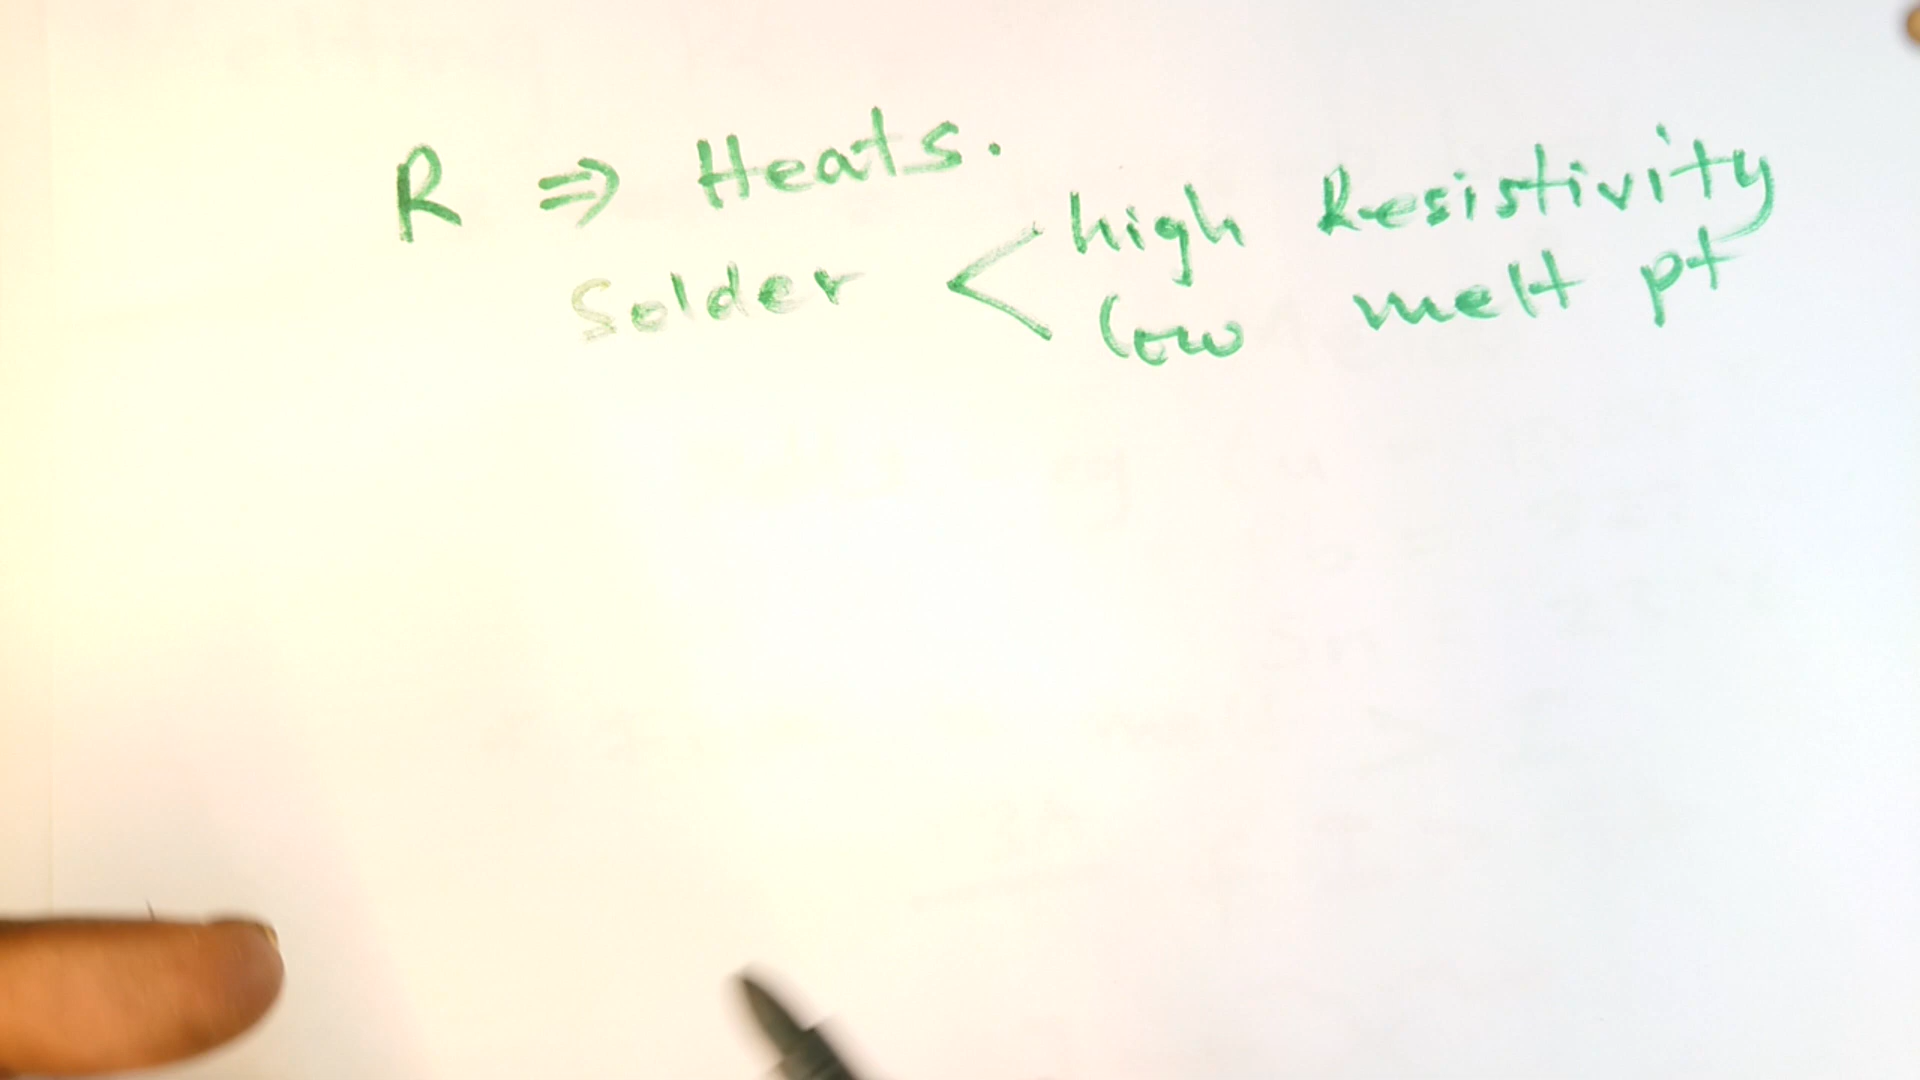 R ⇒ Heats.
Solder < high Resistivity
low melt pt